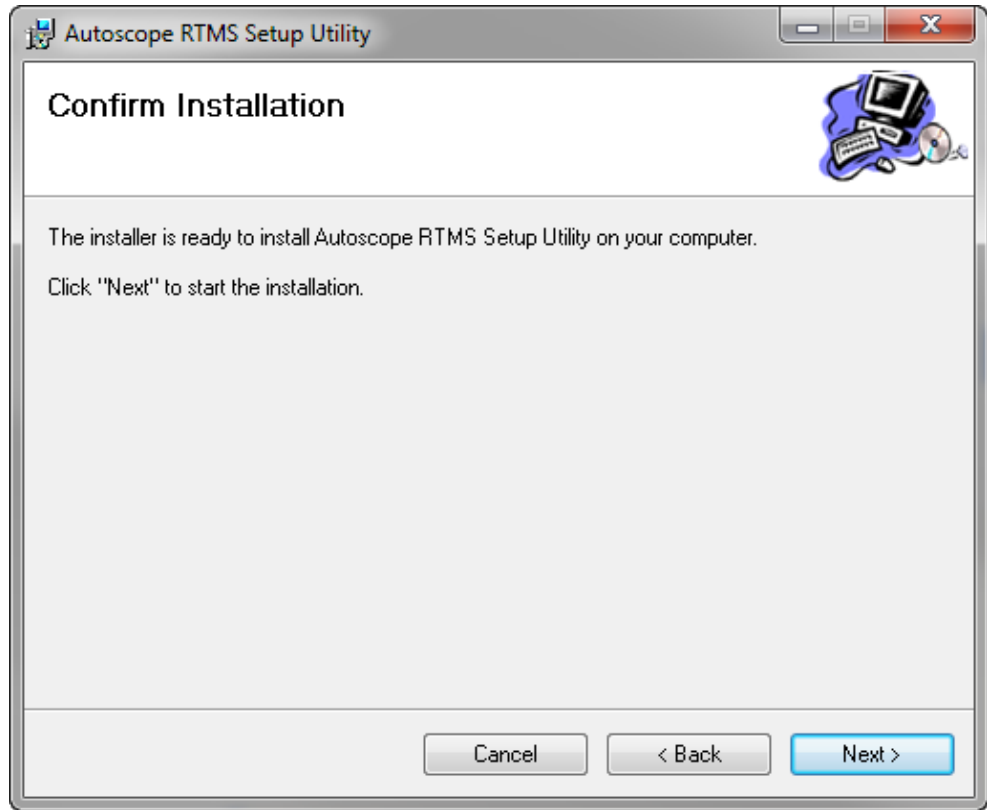 Autoscope RTMS Setup Utility
Confirm Installation
The installer is ready to install Autoscope RTMS Setup Utility on your computer.
Click "Next" to start the installation.
Cancel
< Back
Next >